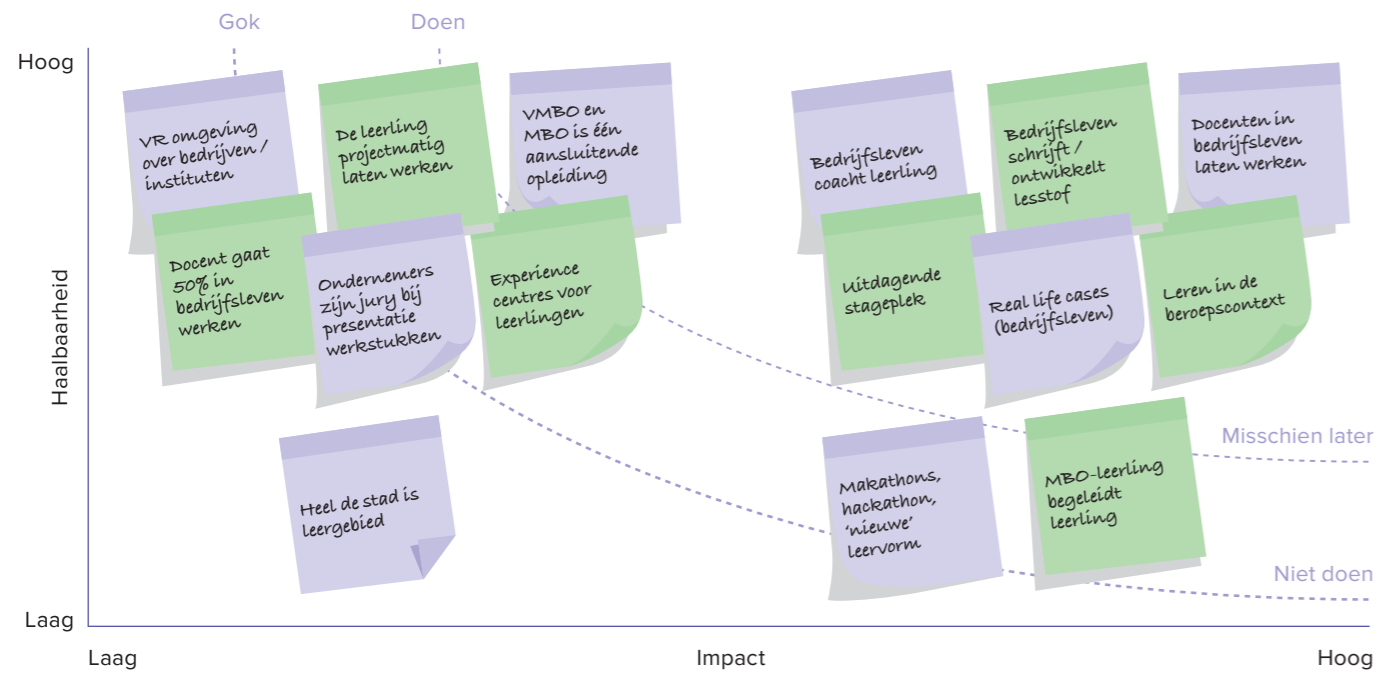 Gok
Doen
Hoog
VR omgeving
over bedrijven /
instituten
De leerling
projectmatig
laten werken
VMBO en
MBO is één
aansluitende
opleiding
Bedrijfsleven
coacht leerling
Bedrijfsleven
schrijft /
ontwikkelt
lesstof
Docenten in
bedrijfsleven
laten werken
Docent gaat
50% in
bedrijfsleven
werken
Ondernemers
zijn jury bij
presentatie
werkstukken
Experience
centres voor
leerlingen
Uitdagende
stageplek
Real life cases
(bedrijfsleven)
Leren in de
beroepscontext
Haalbaarheid
Heel de stad is
leergebied
Makathons,
hackathon,
‘nieuwe’
leervorm
MBO-leerling
begeleidt
leerling
Misschien later
Niet doen
Laag
Laag
Impact
Hoog